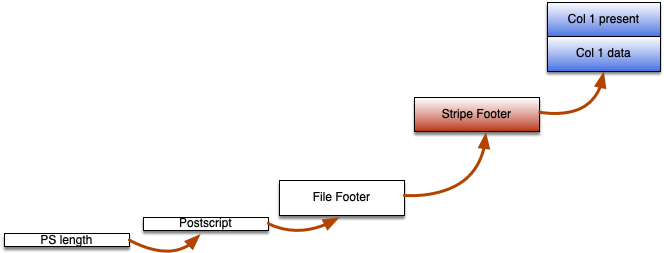 Col 1 present
Col 1 data
Stripe Footer
File Footer
Postscript
PS length